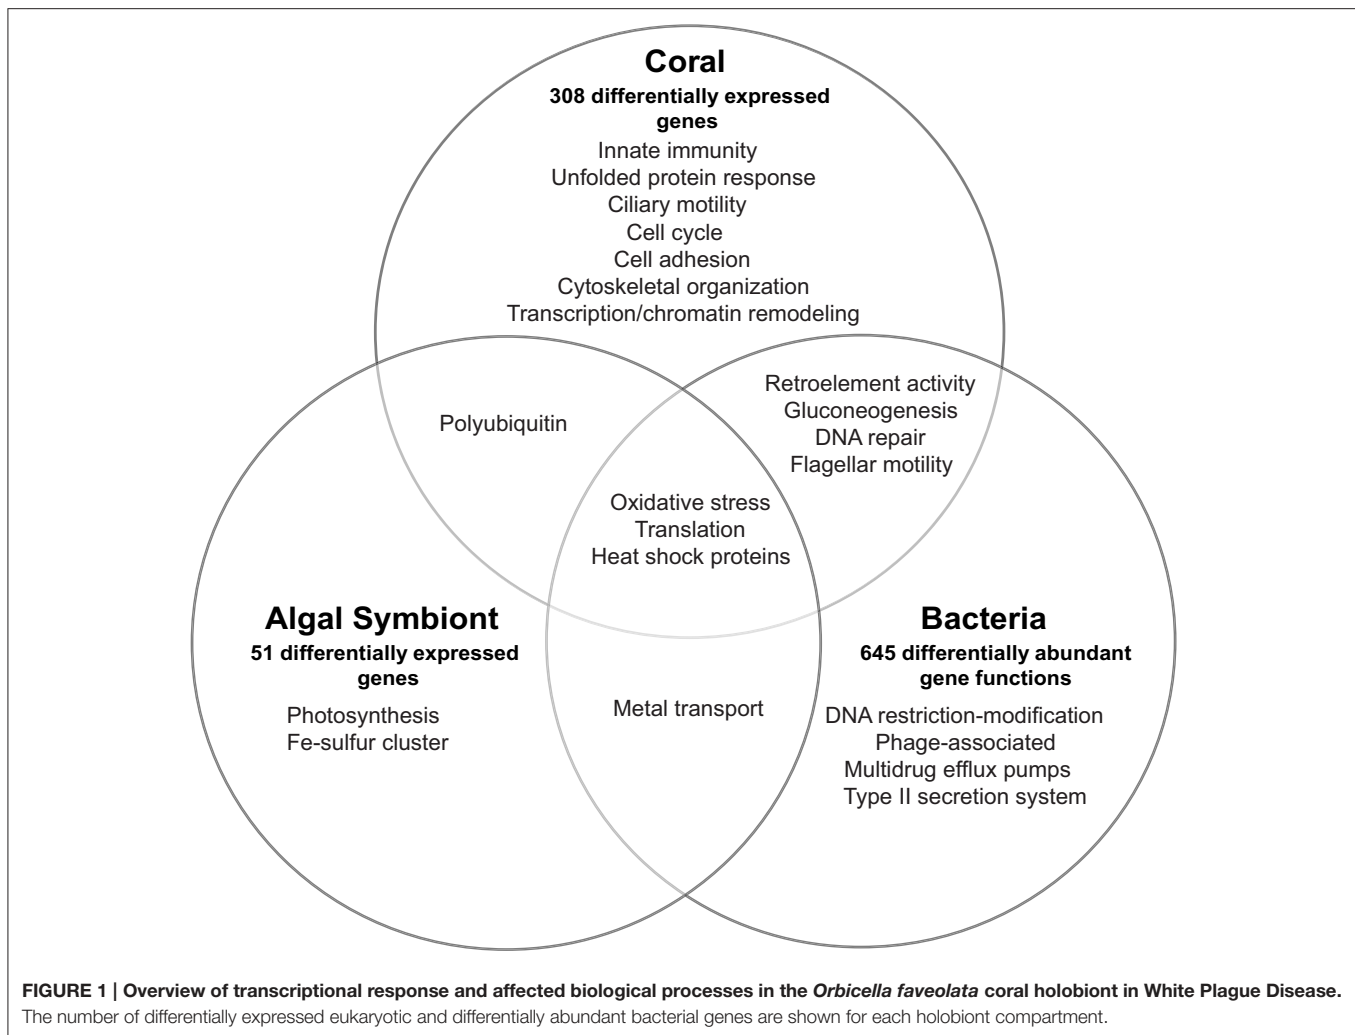 Coral
308 differentially expressed
genes
Innate immunity
Unfolded protein response
Ciliary motility
Cell cycle
Cell adhesion
Cytoskeletal organization
Transcription/chromatin remodeling
Retroelement activity
Gluconeogenesis
DNA repair
Flagellar motility
Polyubiquitin
Oxidative stress
Translation
Heat shock proteins
Algal Symbiont
51 differentially expressed
genes
Photosynthesis
Fe-sulfur cluster
Metal transport
Bacteria
645 differentially abundant
gene functions
DNA restriction-modification
Phage-associated
Multidrug efflux pumps
Type II secretion system
FIGURE 1 | Overview of transcriptional response and affected biological processes in the Orbicella faveolata coral holobiont in White Plague Disease.
The number of differentially expressed eukaryotic and differentially abundant bacterial genes are shown for each holobiont compartment.